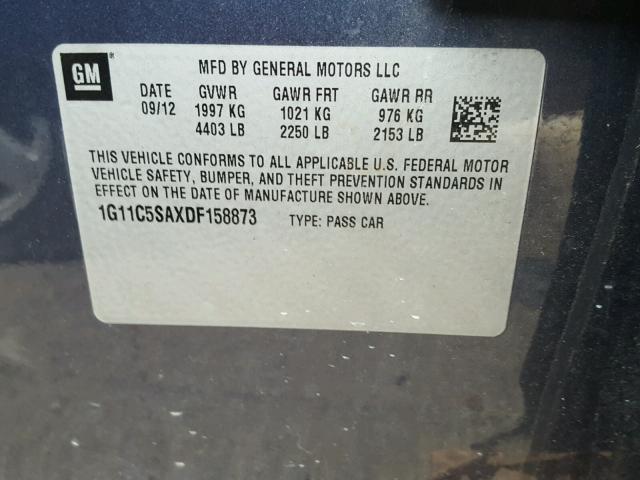 GM
MFD BY GENERAL MOTORS LLC
DATE GVWR GAWR FRT GAWR RR
09/12 1997 KG 1021 KG 976 KG
4403 LB 2250 LB 2153 LB
THIS VEHICLE CONFORMS TO ALL APPLICABLE U.S. FEDERAL MOTOR
VEHICLE SAFETY, BUMPER, AND THEFT PREVENTION STANDARDS IN
EFFECT ON THE DATE OF MANUFACTURE SHOWN ABOVE.
1G11C5SAXDF158873 TYPE: PASS CAR